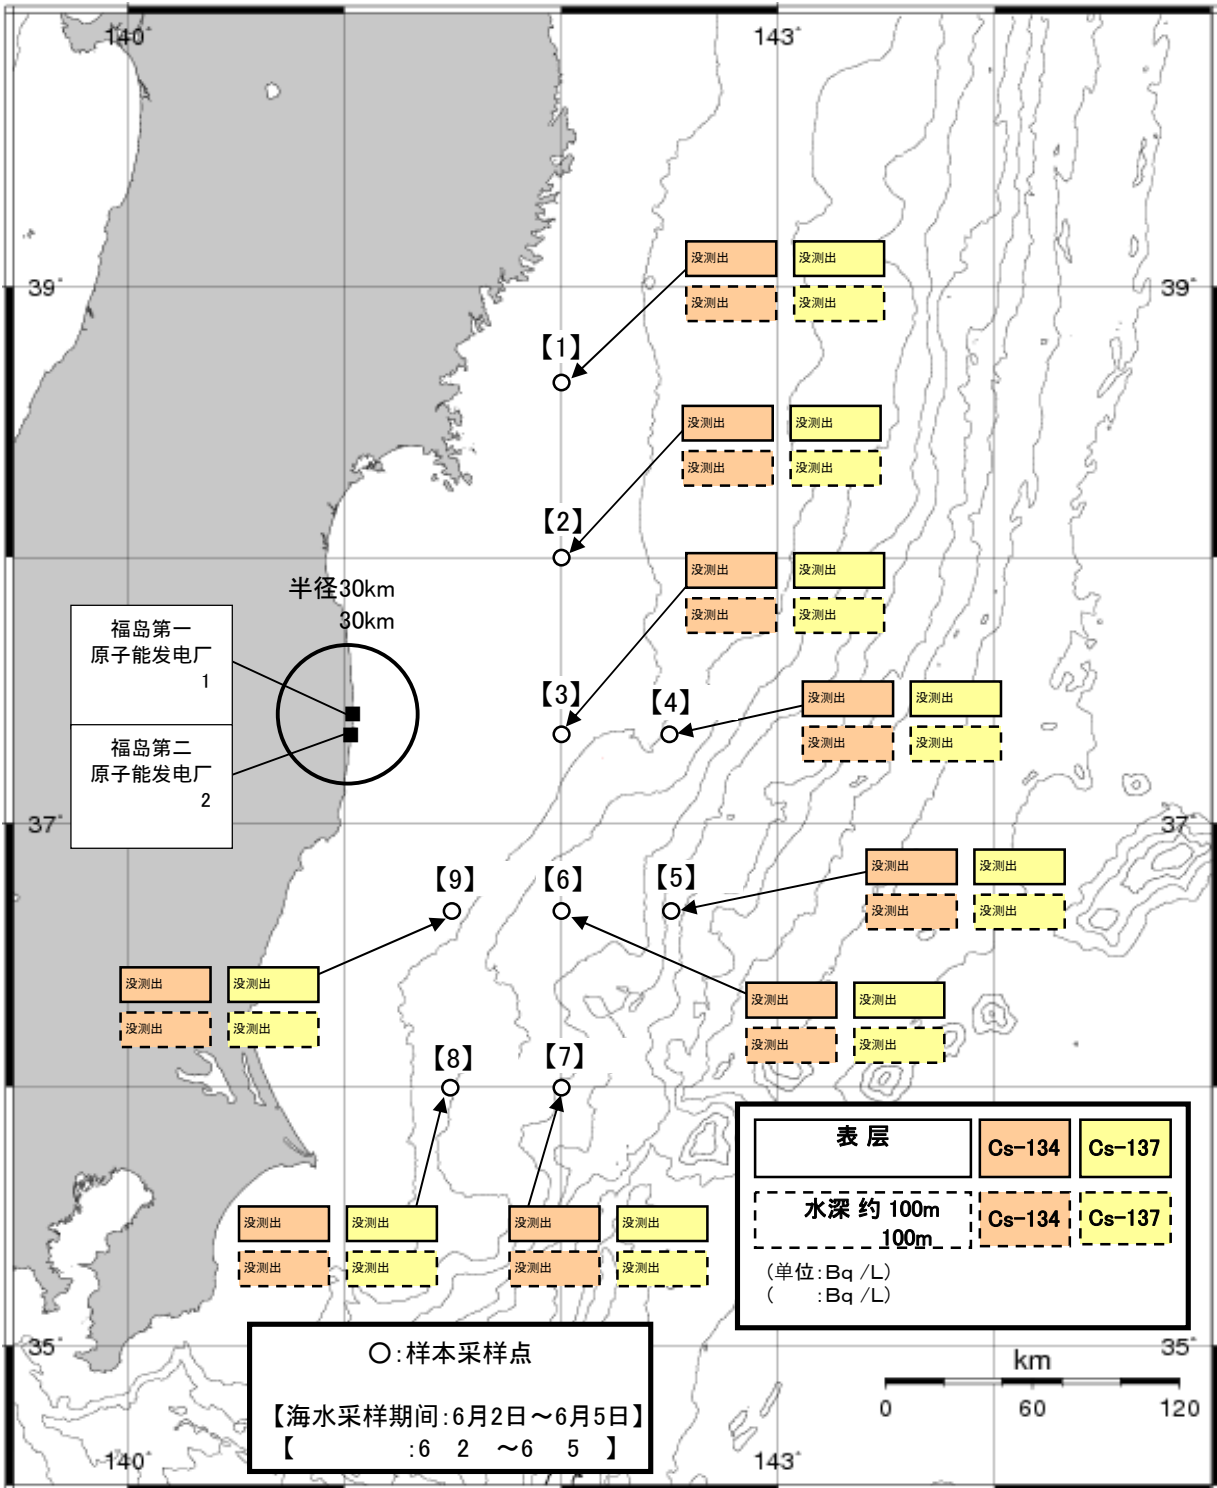 140°
143°
没测出
没测出
39°
39°
没测出
没测出
【1】
没测出
没测出
没测出
没测出
【2】
半径30km
30km
没测出
没测出
没测出
没测出
福岛第一
原子能发电厂
1
福岛第二
原子能发电厂
2
【3】
【4】
没测出
没测出
没测出
没测出
37°
37°
没测出
没测出
没测出
没测出
【9】
【6】
【5】
没测出
没测出
没测出
没测出
没测出
没测出
没测出
没测出
【8】
【7】
表层
Cs-134
Cs-137
水深 约 100m
100m
Cs-134
Cs-137
(单位:Bq/L)
( :Bq/L)
没测出
没测出
没测出
没测出
没测出
没测出
没测出
没测出
35°
35°
○:样本采样点
【海水采样期间:6月2日～6月5日】
【 :6 2 ～6 5 】
km
0
60
120
140°
143°